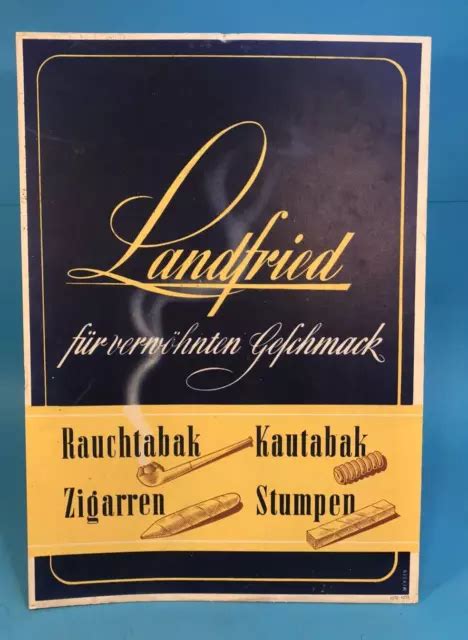 Landfried
für verwöhnten Geschmack
Rauchtabak Kautabak
Zigarren Stumpen